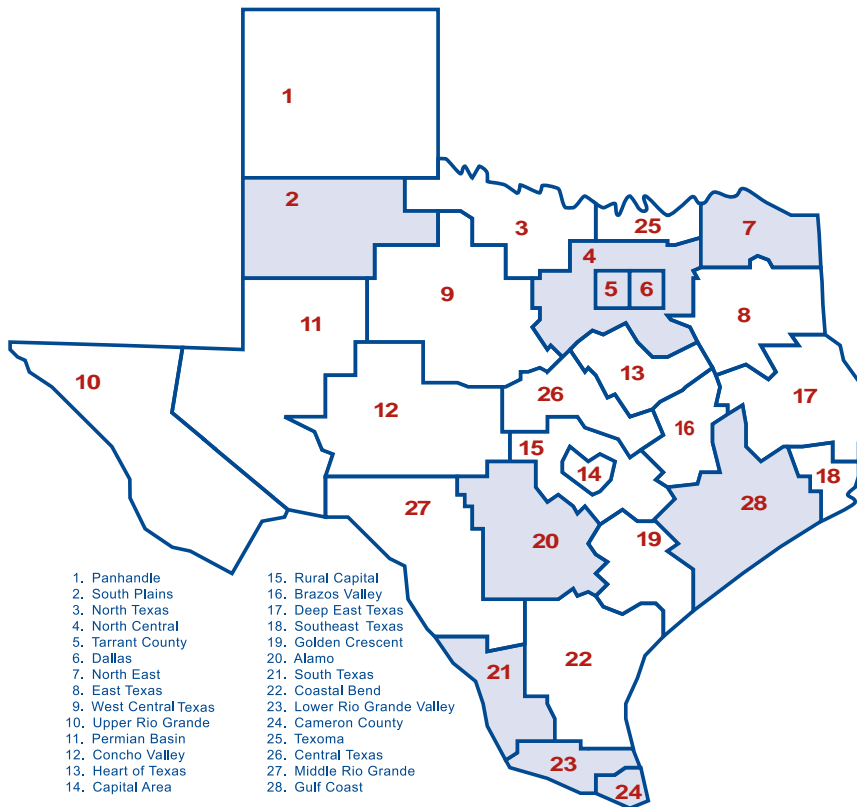 1
2
3
25
7
4
5
6
9
8
11
10
13
17
12
26
16
15
14
18
27
28
20
19
21
22
23
24
1. Panhandle
2. South Plains
3. North Texas
4. North Central
5. Tarrant County
6. Dallas
7. North East
8. East Texas
9. West Central Texas
10. Upper Rio Grande
11. Permian Basin
12. Concho Valley
13. Heart of Texas
14. Capital Area
15. Rural Capital
16. Brazos Valley
17. Deep East Texas
18. Southeast Texas
19. Golden Crescent
20. Alamo
21. South Texas
22. Coastal Bend
23. Lower Rio Grande Valley
24. Cameron County
25. Texoma
26. Central Texas
27. Middle Rio Grande
28. Gulf Coast